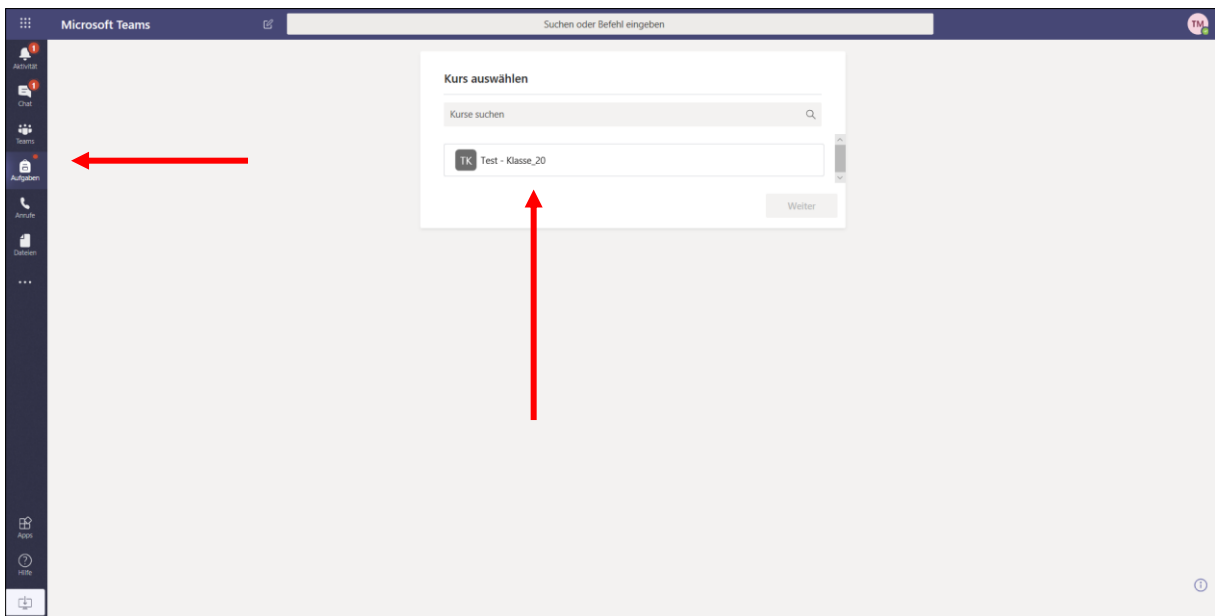 Microsoft Teams
Suchen oder Befehl eingeben
TM
1
Aktivität
1
Chat
Teams
Aufgaben
Anrufe
Dateien
Kurs auswählen
Kurse suchen
TK Test - Klasse_20
Weiter
Apps
Hilfe